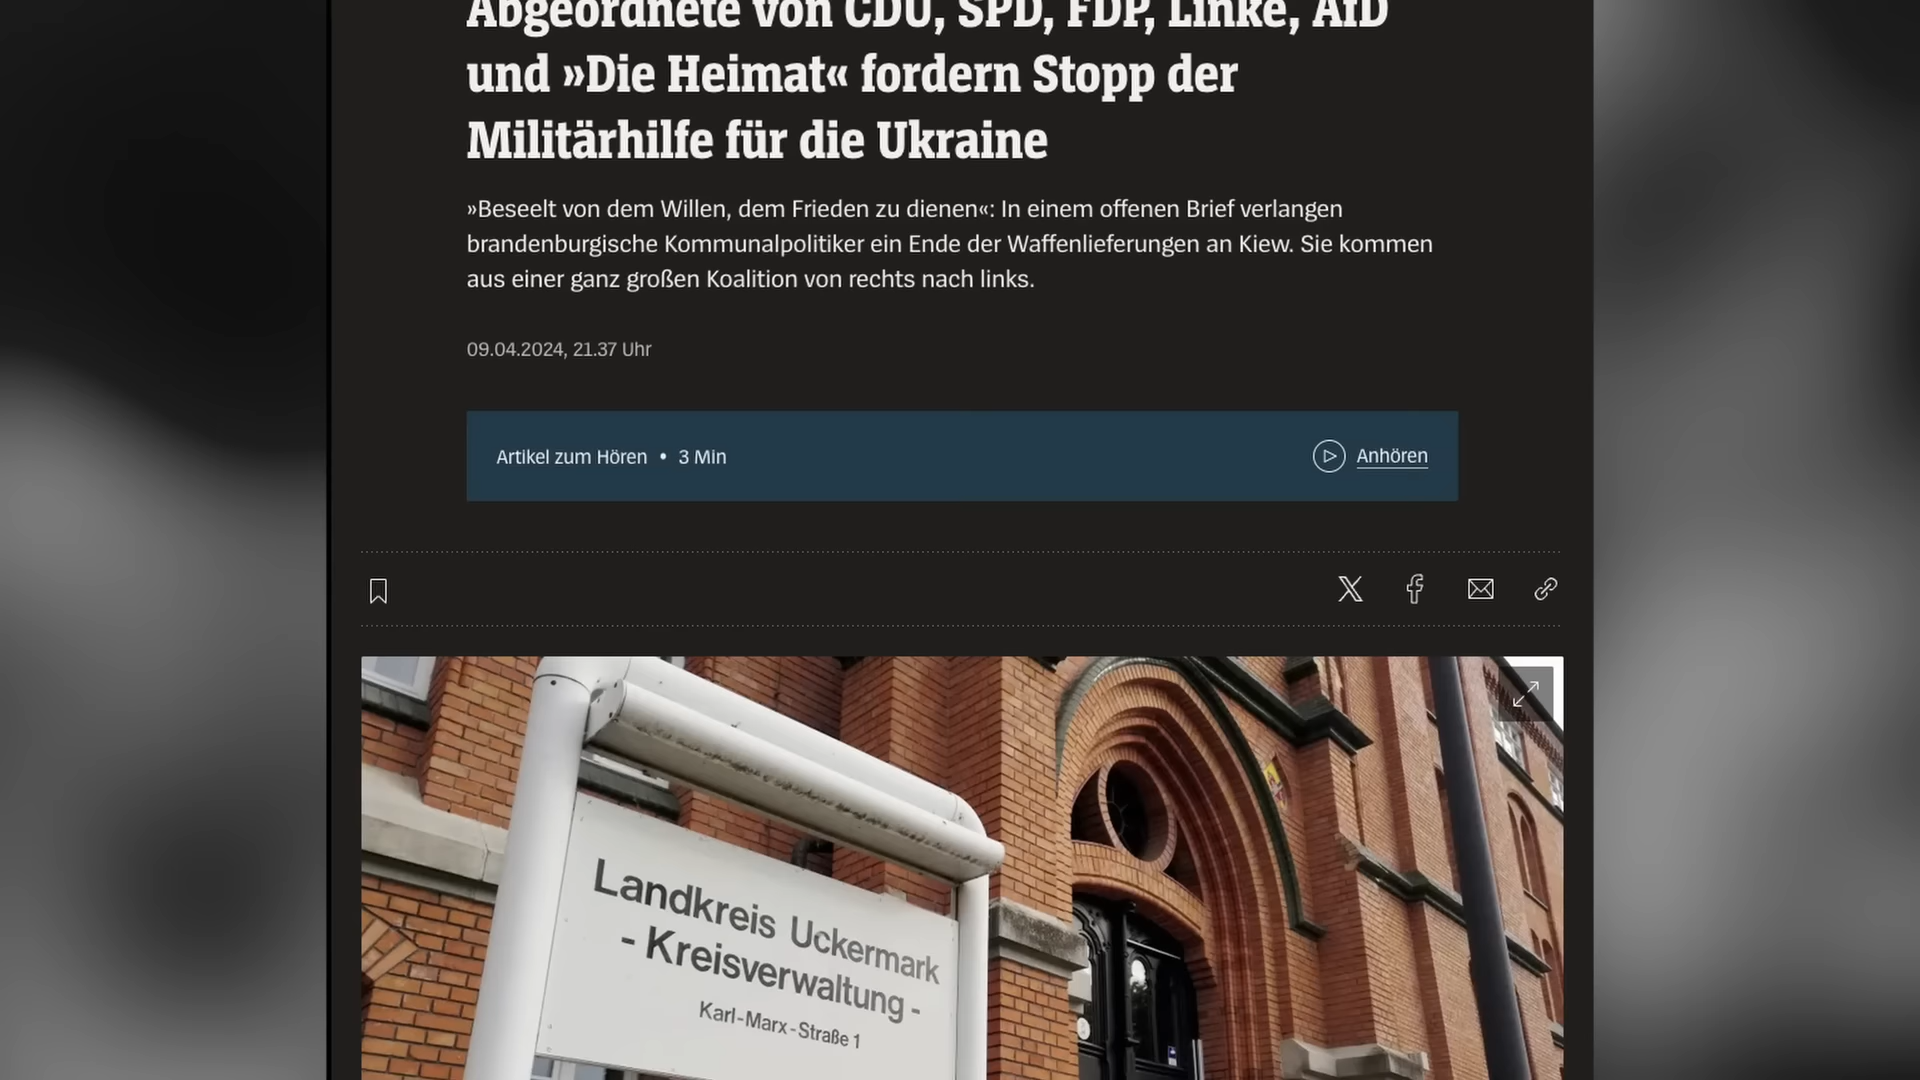 Abgeordnete von CDU, SPD, FDP, Linke, AfD
und »Die Heimat« fordern Stopp der
Militärhilfe für die Ukraine
»Beseelt von dem Willen, dem Frieden zu dienen«: In einem offenen Brief verlangen
brandenburgische Kommunalpolitiker ein Ende der Waffenlieferungen an Kiew. Sie kommen
aus einer ganz großen Koalition von rechts nach links.
09.04.2024, 21.37 Uhr
Artikel zum Hören • 3 Min
Anhören
Landkreis Uckermark
- Kreisverwaltung -
Karl-Marx-Straße 1